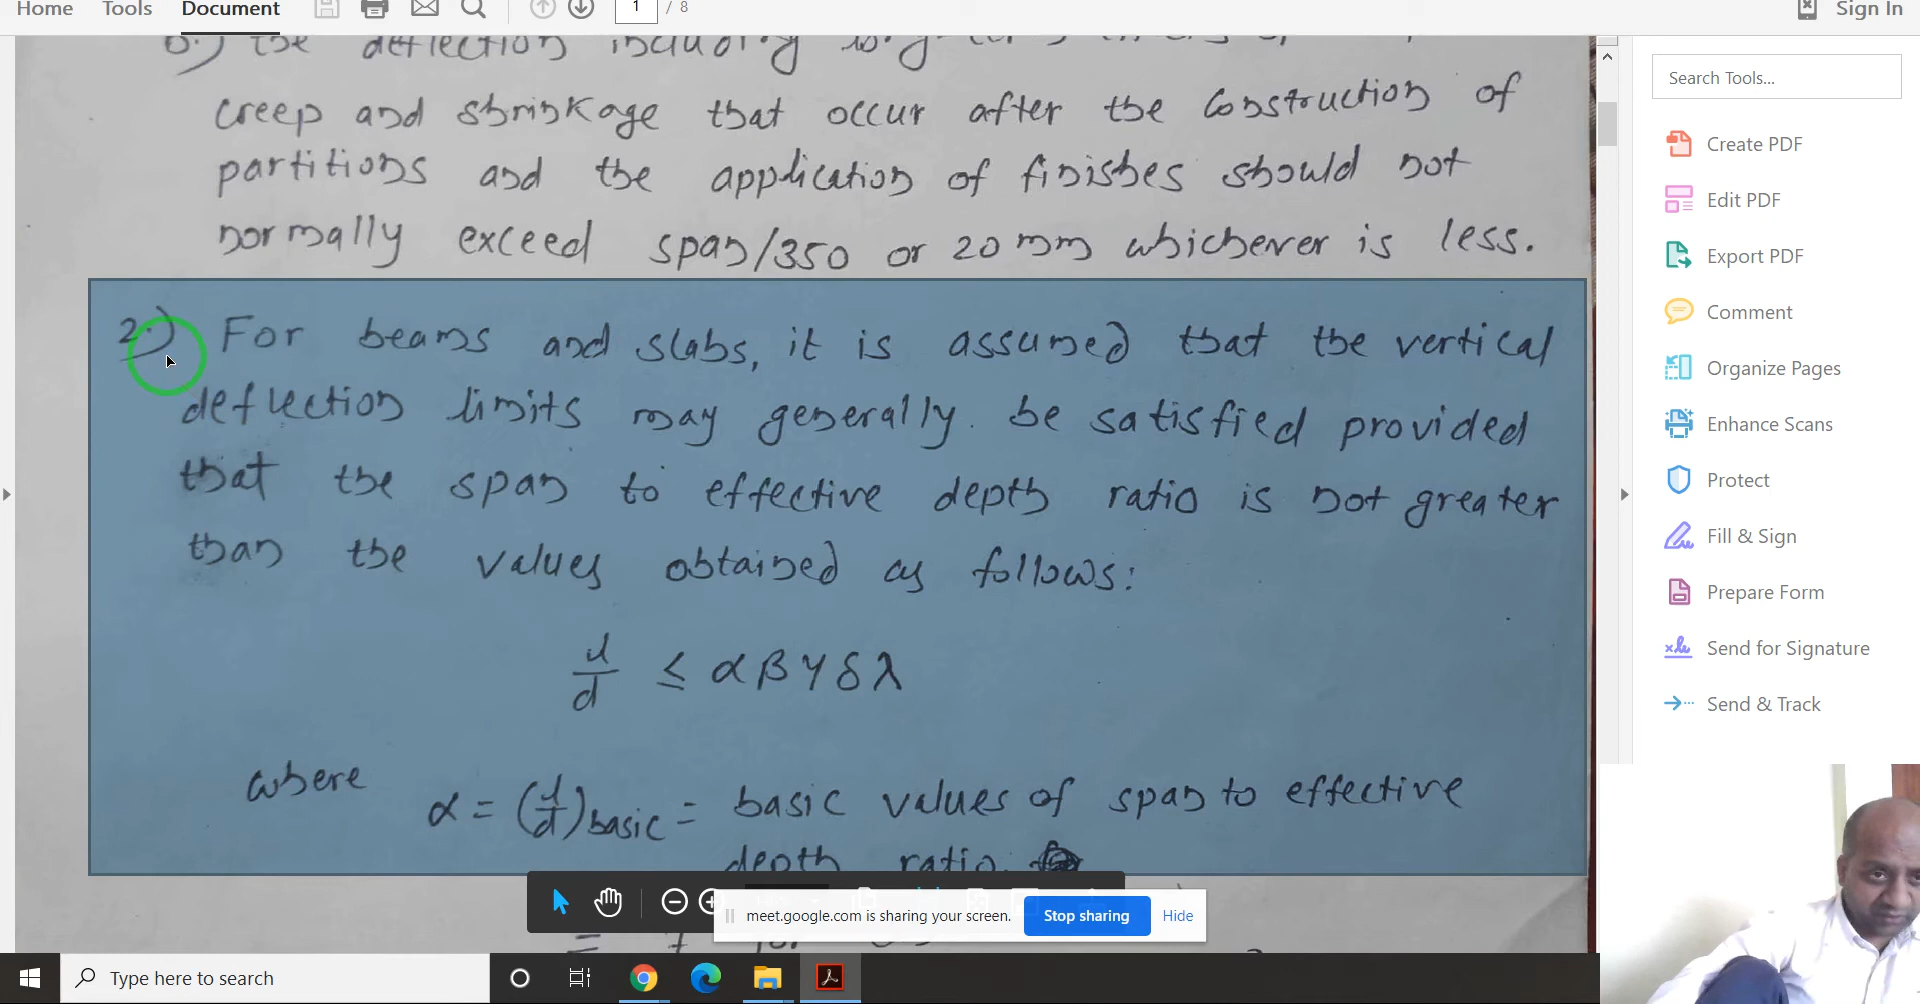 Home Tools Document 1 / 8 Sign In
b.) the deflection including long
creep and shrinkage that occur after the construction of
partitions and the application of finishes should not
normally exceed span/350 or 20 mm whichever is less.
2.) For beams and slabs, it is assumed that the vertical
deflection limits may generally be satisfied provided
that the span to effective depth ratio is not greater
than the values obtained as follows:
l/d ≤ αβγδλ
where α = (l/d)basic = basic values of span to effective
depth ratio
Search Tools...
Create PDF
Edit PDF
Export PDF
Comment
Organize Pages
Enhance Scans
Protect
Fill & Sign
Prepare Form
Send for Signature
Send & Track
meet.google.com is sharing your screen. Stop sharing Hide
Type here to search